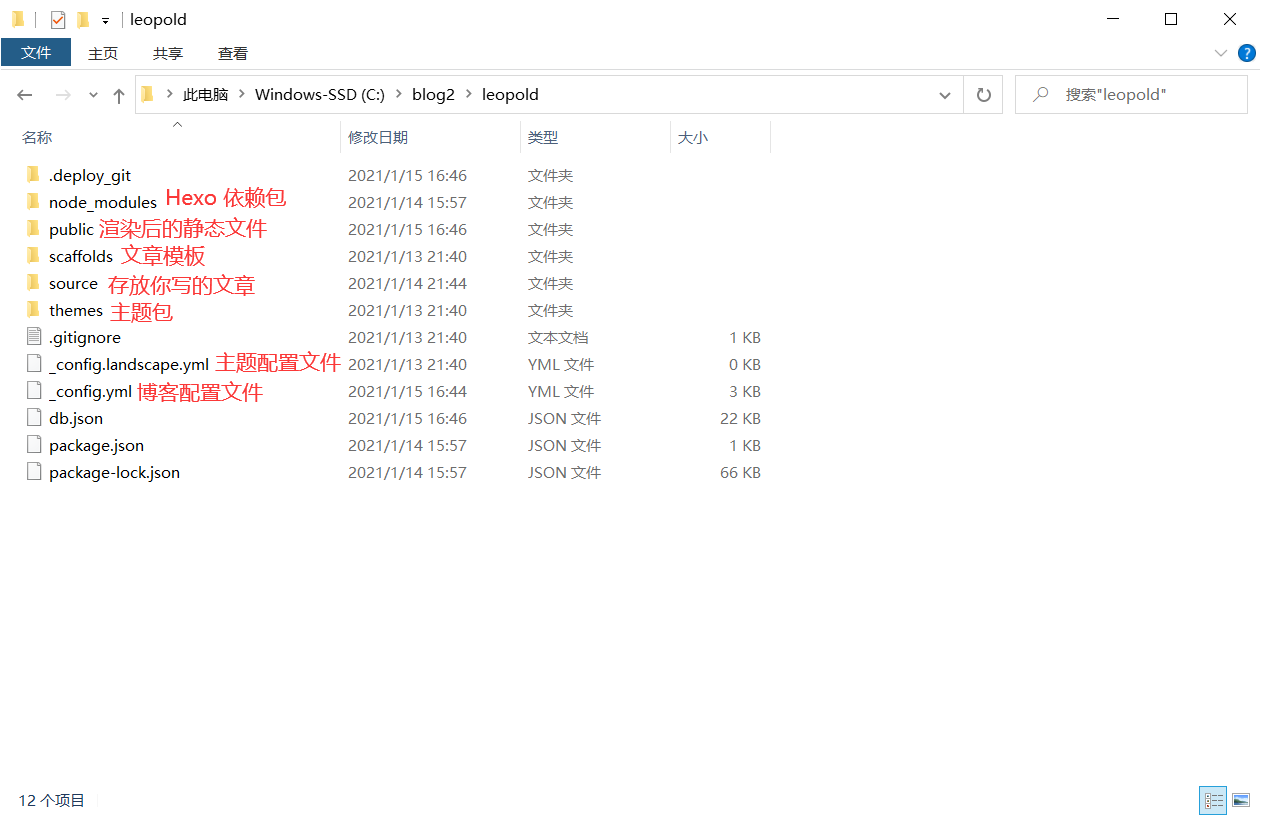 leopold
文件 主页 共享 查看
此电脑 Windows-SSD (C:) blog2 leopold 搜索"leopold"
名称 修改日期 类型 大小
.deploy_git 2021/1/15 16:46 文件夹
node_modules Hexo 依赖包 2021/1/14 15:57 文件夹
public 渲染后的静态文件 2021/1/15 16:46 文件夹
scaffolds 文章模板 2021/1/13 21:40 文件夹
source 存放你写的文章 2021/1/14 21:44 文件夹
themes 主题包 2021/1/13 21:40 文件夹
.gitignore 2021/1/13 21:40 文本文档 1 KB
_config.landscape.yml 主题配置文件 2021/1/13 21:40 YML 文件 0 KB
_config.yml 博客配置文件 2021/1/15 16:44 YML 文件 3 KB
db.json 2021/1/15 16:46 JSON 文件 22 KB
package.json 2021/1/14 15:57 JSON 文件 1 KB
package-lock.json 2021/1/14 15:57 JSON 文件 66 KB
12 个项目